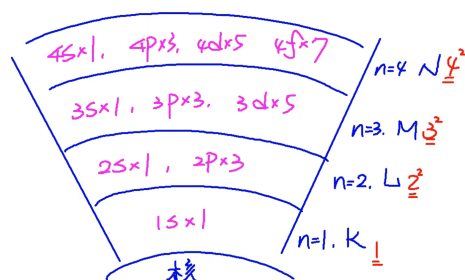 4s×1, 4p×3, 4d×5 4f×7 n=4 N 4²
3s×1, 3p×3. 3d×5 n=3. M 3²
2s×1, 2p×3 n=2. L 2²
1s×1 n=1. K 1
核